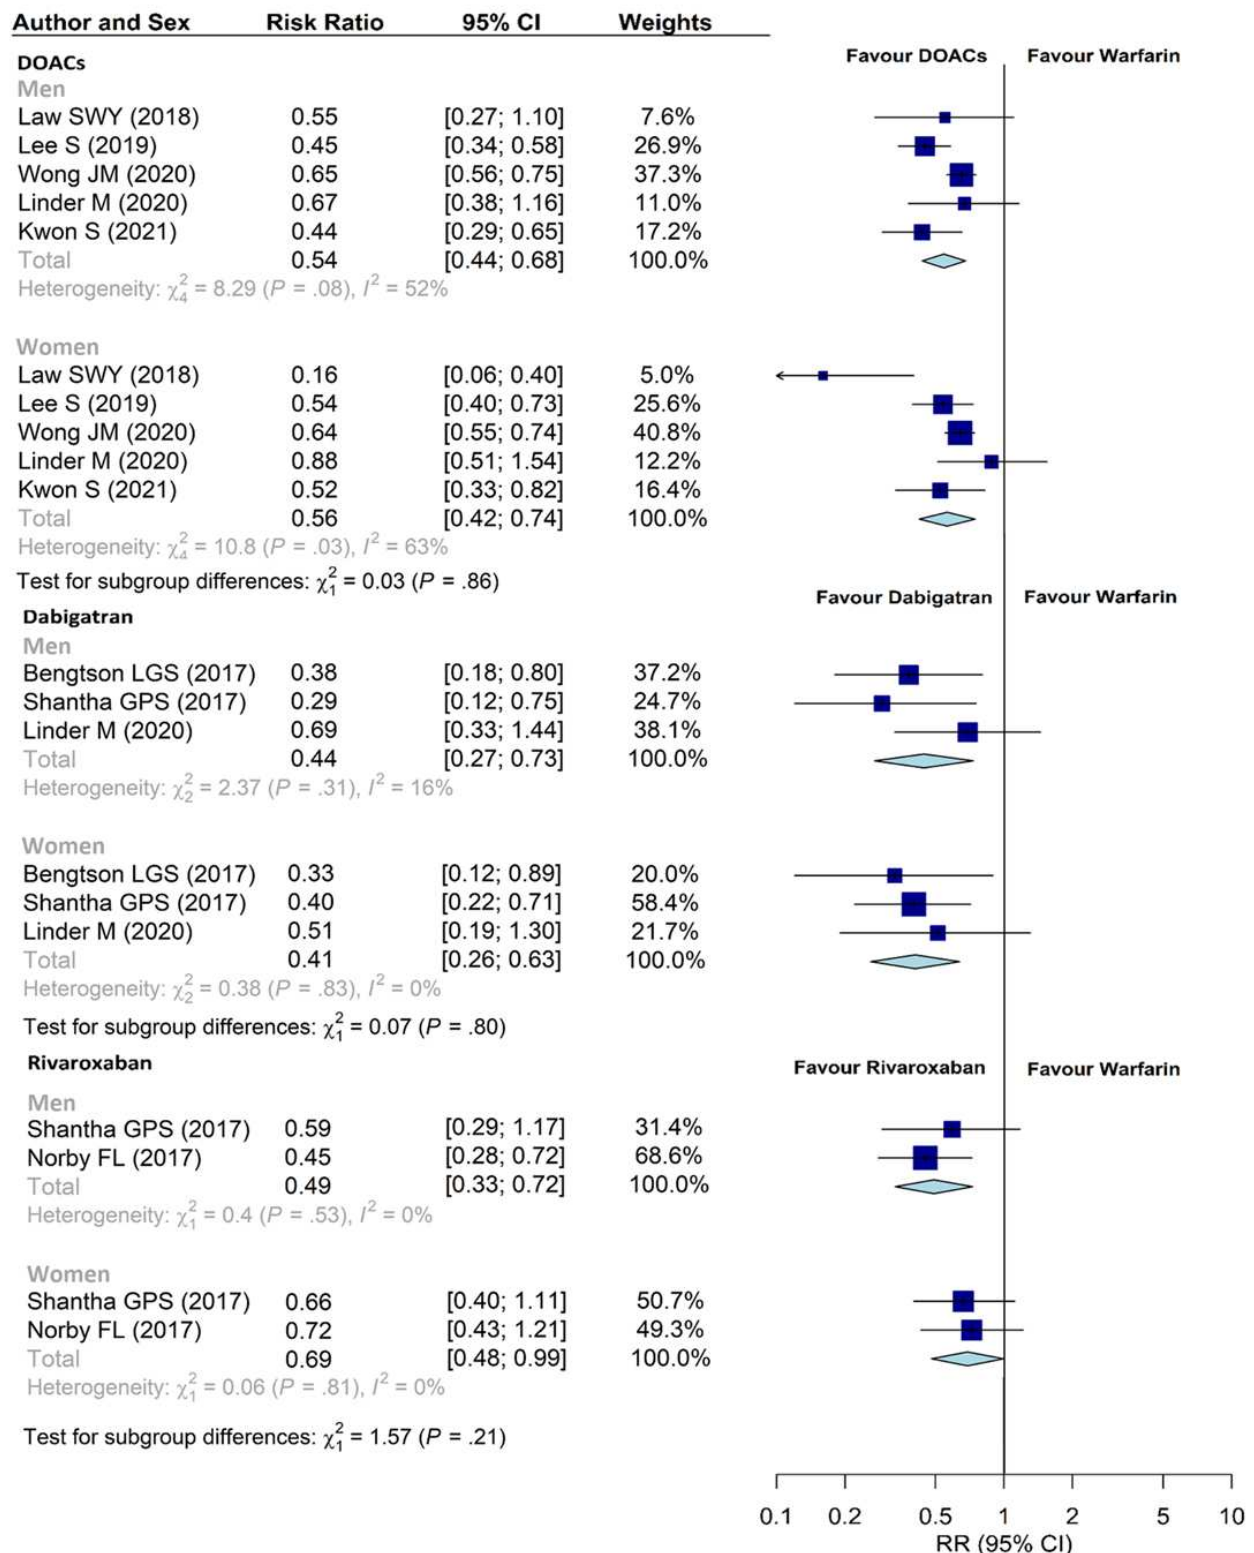 Author and Sex Risk Ratio 95% CI Weights
Favour DOACs Favour Warfarin
DOACs
Men
Law SWY (2018) 0.55 [0.27; 1.10] 7.6%
Lee S (2019) 0.45 [0.34; 0.58] 26.9%
Wong JM (2020) 0.65 [0.56; 0.75] 37.3%
Linder M (2020) 0.67 [0.38; 1.16] 11.0%
Kwon S (2021) 0.44 [0.29; 0.65] 17.2%
Total 0.54 [0.44; 0.68] 100.0%
Heterogeneity: χ²₄ = 8.29 (P = .08), I² = 52%
Women
Law SWY (2018) 0.16 [0.06; 0.40] 5.0%
Lee S (2019) 0.54 [0.40; 0.73] 25.6%
Wong JM (2020) 0.64 [0.55; 0.74] 40.8%
Linder M (2020) 0.88 [0.51; 1.54] 12.2%
Kwon S (2021) 0.52 [0.33; 0.82] 16.4%
Total 0.56 [0.42; 0.74] 100.0%
Heterogeneity: χ²₄ = 10.8 (P = .03), I² = 63%
Test for subgroup differences: χ²₁ = 0.03 (P = .86)
Favour Dabigatran Favour Warfarin
Dabigatran
Men
Bengtson LGS (2017) 0.38 [0.18; 0.80] 37.2%
Shantha GPS (2017) 0.29 [0.12; 0.75] 24.7%
Linder M (2020) 0.69 [0.33; 1.44] 38.1%
Total 0.44 [0.27; 0.73] 100.0%
Heterogeneity: χ²₂ = 2.37 (P = .31), I² = 16%
Women
Bengtson LGS (2017) 0.33 [0.12; 0.89] 20.0%
Shantha GPS (2017) 0.40 [0.22; 0.71] 58.4%
Linder M (2020) 0.51 [0.19; 1.30] 21.7%
Total 0.41 [0.26; 0.63] 100.0%
Heterogeneity: χ²₂ = 0.38 (P = .83), I² = 0%
Test for subgroup differences: χ²₁ = 0.07 (P = .80)
Rivaroxaban
Favour Rivaroxaban Favour Warfarin
Men
Shantha GPS (2017) 0.59 [0.29; 1.17] 31.4%
Norby FL (2017) 0.45 [0.28; 0.72] 68.6%
Total 0.49 [0.33; 0.72] 100.0%
Heterogeneity: χ²₁ = 0.4 (P = .53), I² = 0%
Women
Shantha GPS (2017) 0.66 [0.40; 1.11] 50.7%
Norby FL (2017) 0.72 [0.43; 1.21] 49.3%
Total 0.69 [0.48; 0.99] 100.0%
Heterogeneity: χ²₁ = 0.06 (P = .81), I² = 0%
Test for subgroup differences: χ²₁ = 1.57 (P = .21)
0.1 0.2 0.5 1 2 5 10
RR (95% CI)